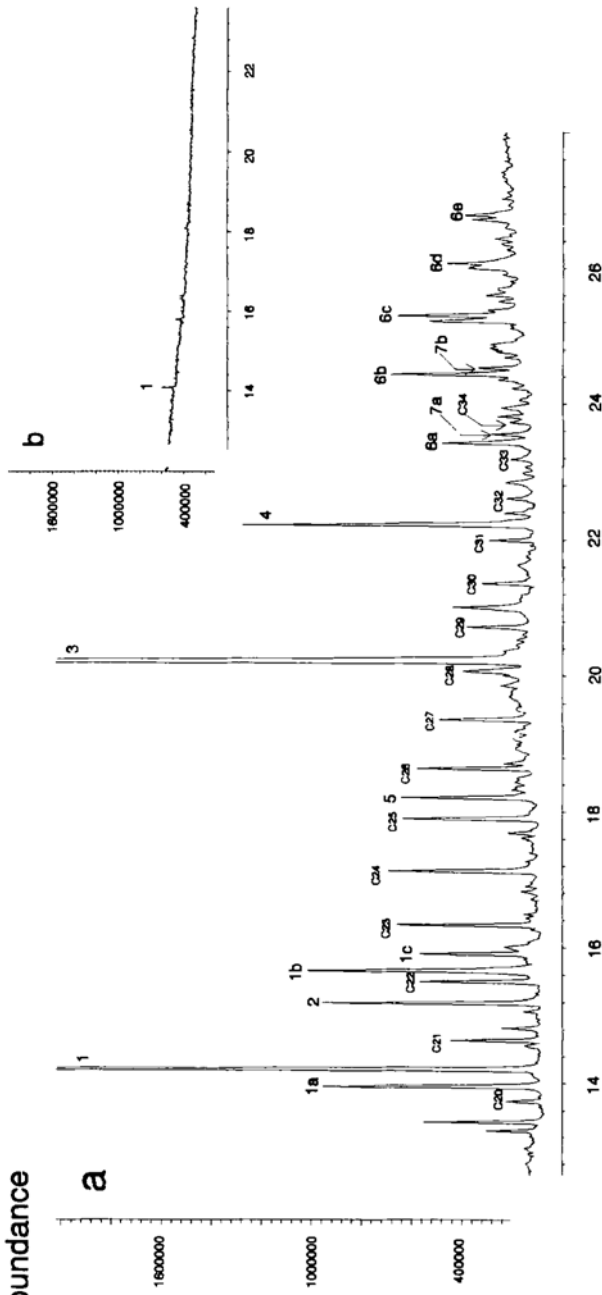 oundance
a
1600000
1000000
400000
b
1600000
1000000
400000
1
14 16 18 20 22
C20
1a
1
C21
2
C22
1b
1c
C23
C24
C25
5
C26
C27
C28
3
C29
C30
C31
4
C32
C33
6a
7a
C34
6b
7b
6c
6d
6e
14 16 18 20 22 24 26